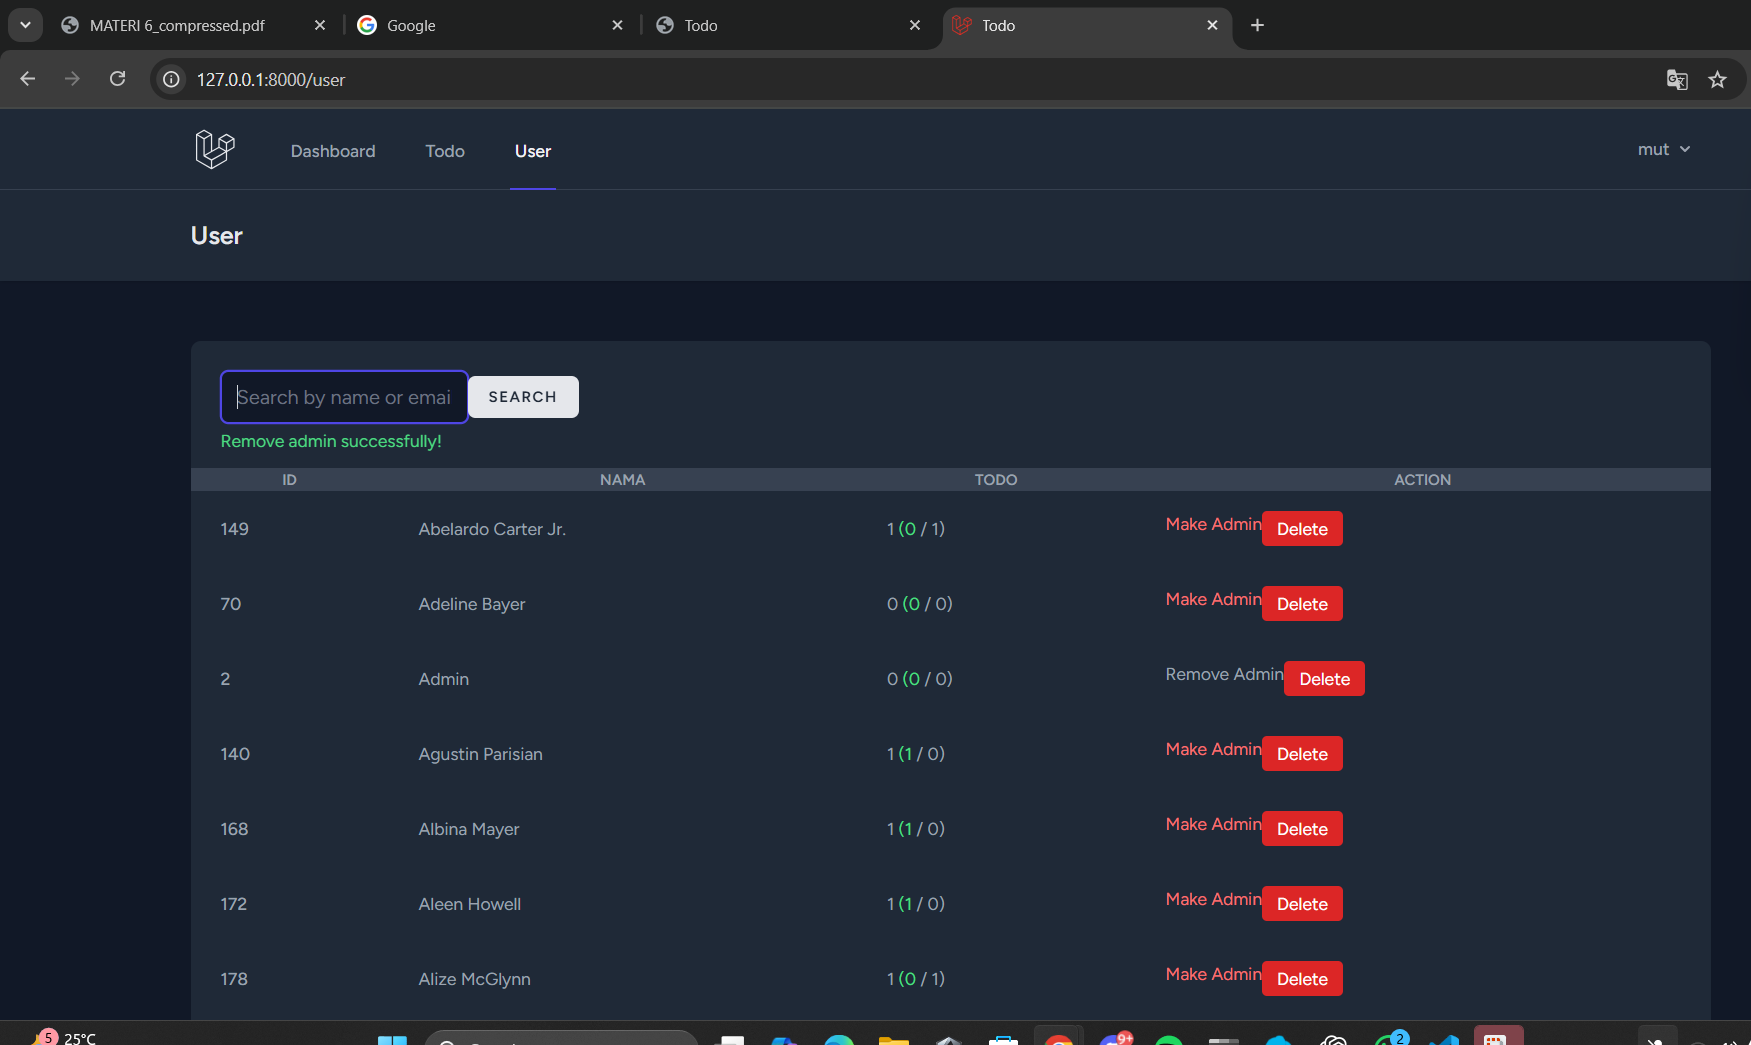 MATERI 6_compressed.pdf
Google
Todo
Todo
127.0.0.1:8000/user
Dashboard
Todo
User
mut
User
Search by name or emai
SEARCH
Remove admin successfully!
ID NAMA TODO ACTION
149 Abelardo Carter Jr. 1 (0 / 1) Make Admin Delete
70 Adeline Bayer 0 (0 / 0) Make Admin Delete
2 Admin 0 (0 / 0) Remove Admin Delete
140 Agustin Parisian 1 (1 / 0) Make Admin Delete
168 Albina Mayer 1 (1 / 0) Make Admin Delete
172 Aleen Howell 1 (1 / 0) Make Admin Delete
178 Alize McGlynn 1 (0 / 1) Make Admin Delete
5 25°C 9+ 2